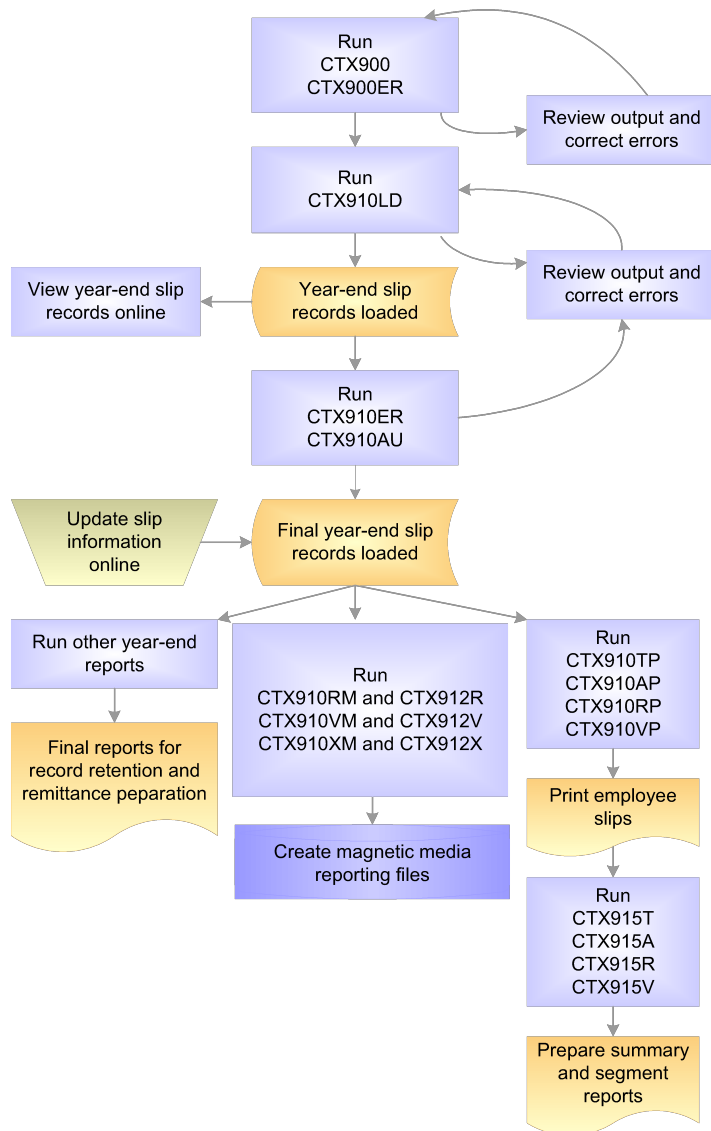 Run
CTX900
CTX900ER
Review output and
correct errors
Run
CTX910LD
View year-end slip
records online
Year-end slip
records loaded
Review output and
correct errors
Run
CTX910ER
CTX910AU
Update slip
information
online
Final year-end slip
records loaded
Run other year-end
reports
Run
CTX910RM and CTX912R
CTX910VM and CTX912V
CTX910XM and CTX912X
Run
CTX910TP
CTX910AP
CTX910RP
CTX910VP
Final reports for
record retention and
remittance peparation
Print employee
slips
Create magnetic media
reporting files
Run
CTX915T
CTX915A
CTX915R
CTX915V
Prepare summary
and segment
reports